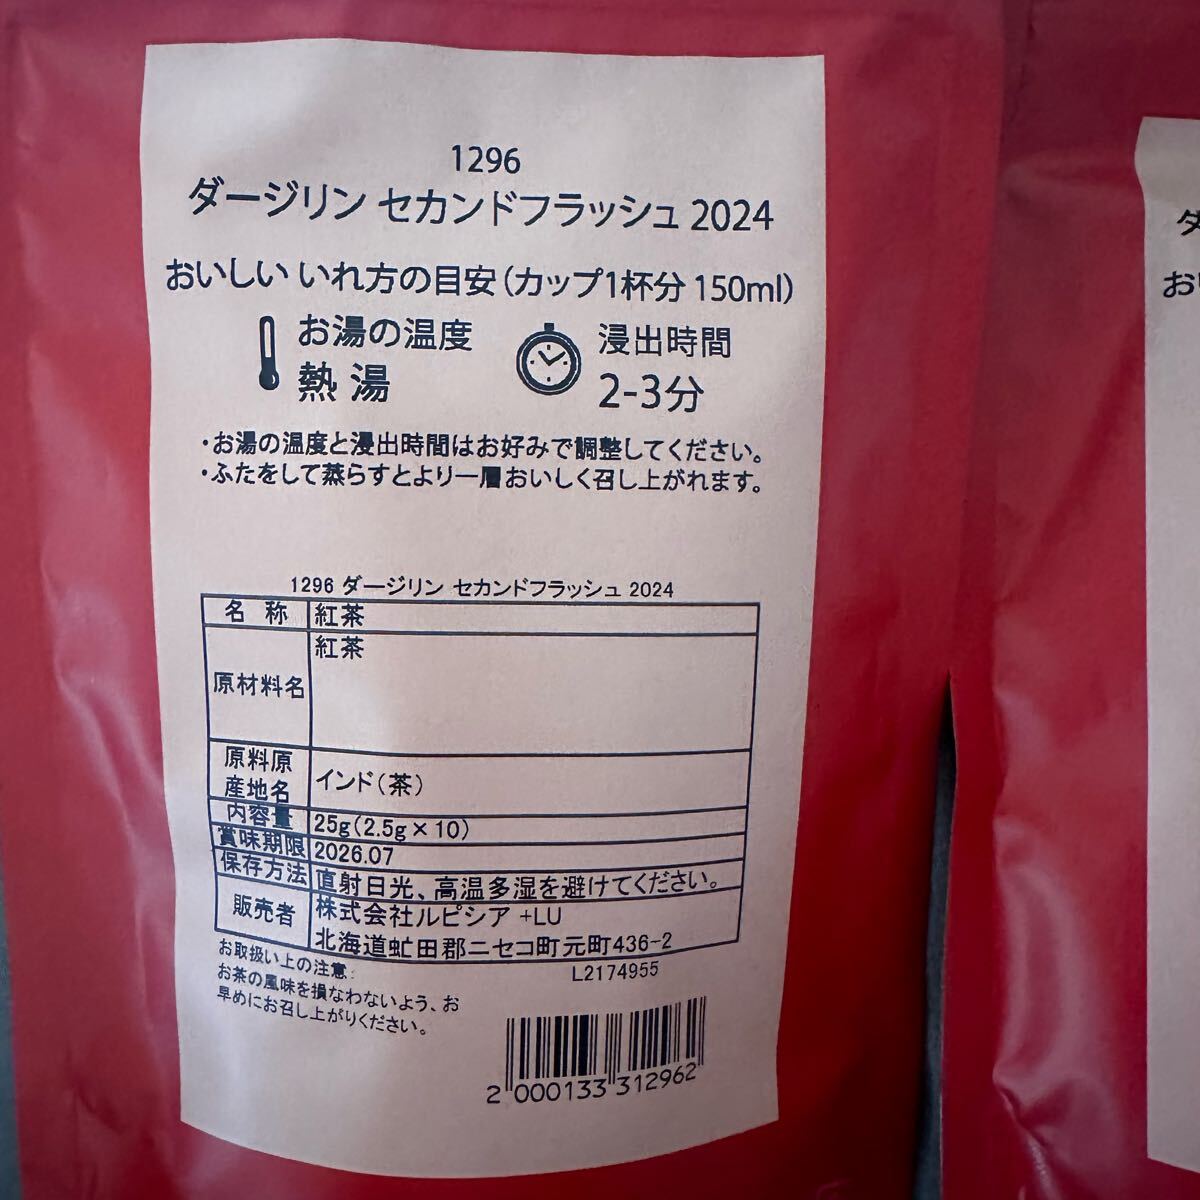 1296
ダージリン セカンドフラッシュ 2024
おいしい いれ方の目安(カップ1杯分 150ml)
お湯の温度
熱 湯
浸出時間
2-3分
・お湯の温度と浸出時間はお好みで調整してください。
・ふたをして蒸らすとより一層おいしく召し上がれます。
1296 ダージリン セカンドフラッシュ 2024
名 称 紅茶
原材料名 紅茶
原料原
産地名 インド(茶)
内容量 25g(2.5g×10)
賞味期限 2026.07
保存方法 直射日光、高温多湿を避けてください。
販売者 株式会社ルピシア +LU
北海道虻田郡ニセコ町元町436-2
お取扱い上の注意:
L2174955
お茶の風味を損なわないよう、お
早めにお召し上がりください。
2 000133 312962
ダ
おい